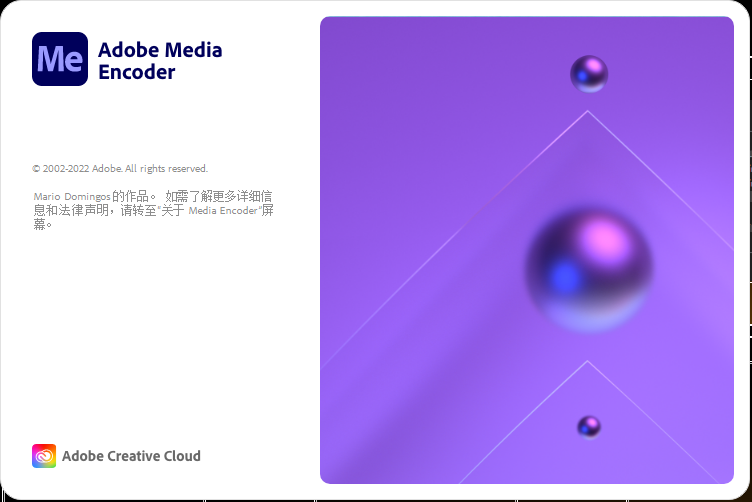 Me
Adobe Media
Encoder
© 2002-2022 Adobe. All rights reserved.
Mario Domingos 的作品。 如需了解更多详细信
息和法律声明，请转至"关于 Media Encoder"屏
幕。
Adobe Creative Cloud